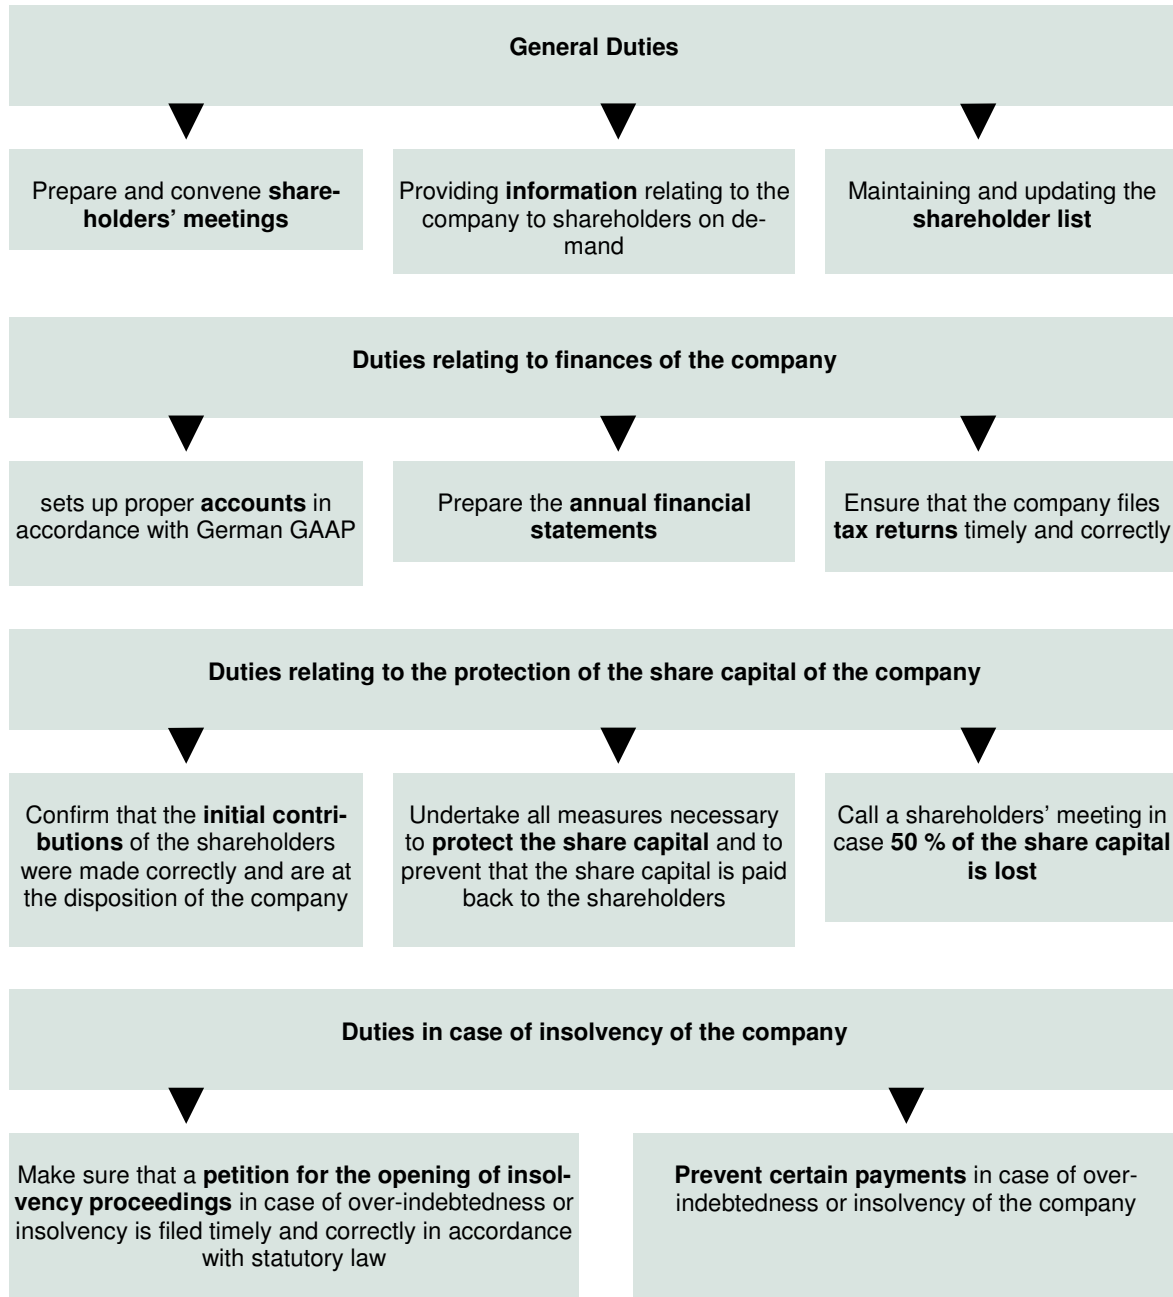 General Duties
Prepare and convene share-
holders’ meetings
Providing information relating to the
company to shareholders on de-
mand
Maintaining and updating the
shareholder list
Duties relating to finances of the company
sets up proper accounts in
accordance with German GAAP
Prepare the annual financial
statements
Ensure that the company files
tax returns timely and correctly
Duties relating to the protection of the share capital of the company
Confirm that the initial contri-
butions of the shareholders
were made correctly and are at
the disposition of the company
Undertake all measures necessary
to protect the share capital and to
prevent that the share capital is paid
back to the shareholders
Call a shareholders’ meeting in
case 50 % of the share capital
is lost
Duties in case of insolvency of the company
Make sure that a petition for the opening of insol-
vency proceedings in case of over-indebtedness or
insolvency is filed timely and correctly in accordance
with statutory law
Prevent certain payments in case of over-
indebtedness or insolvency of the company